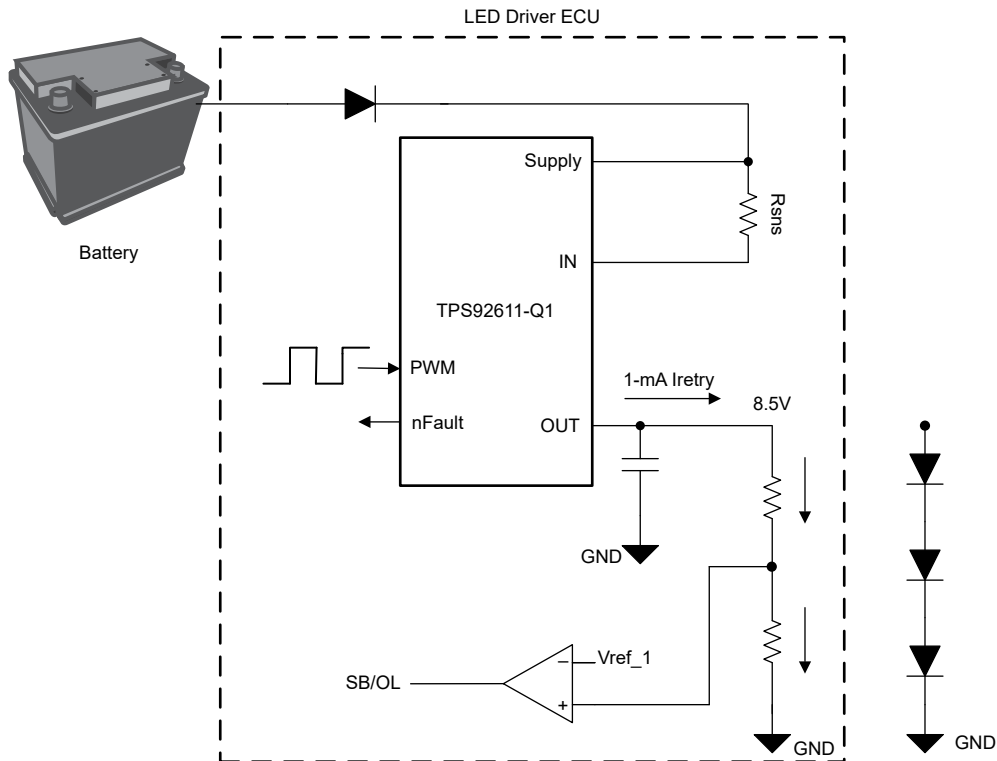 LED Driver ECU
Battery
Supply
Rsns
IN
TPS92611-Q1
PWM
nFault
OUT
1-mA Iretry
8.5V
GND
Vref_1
−
+
SB/OL
GND
GND